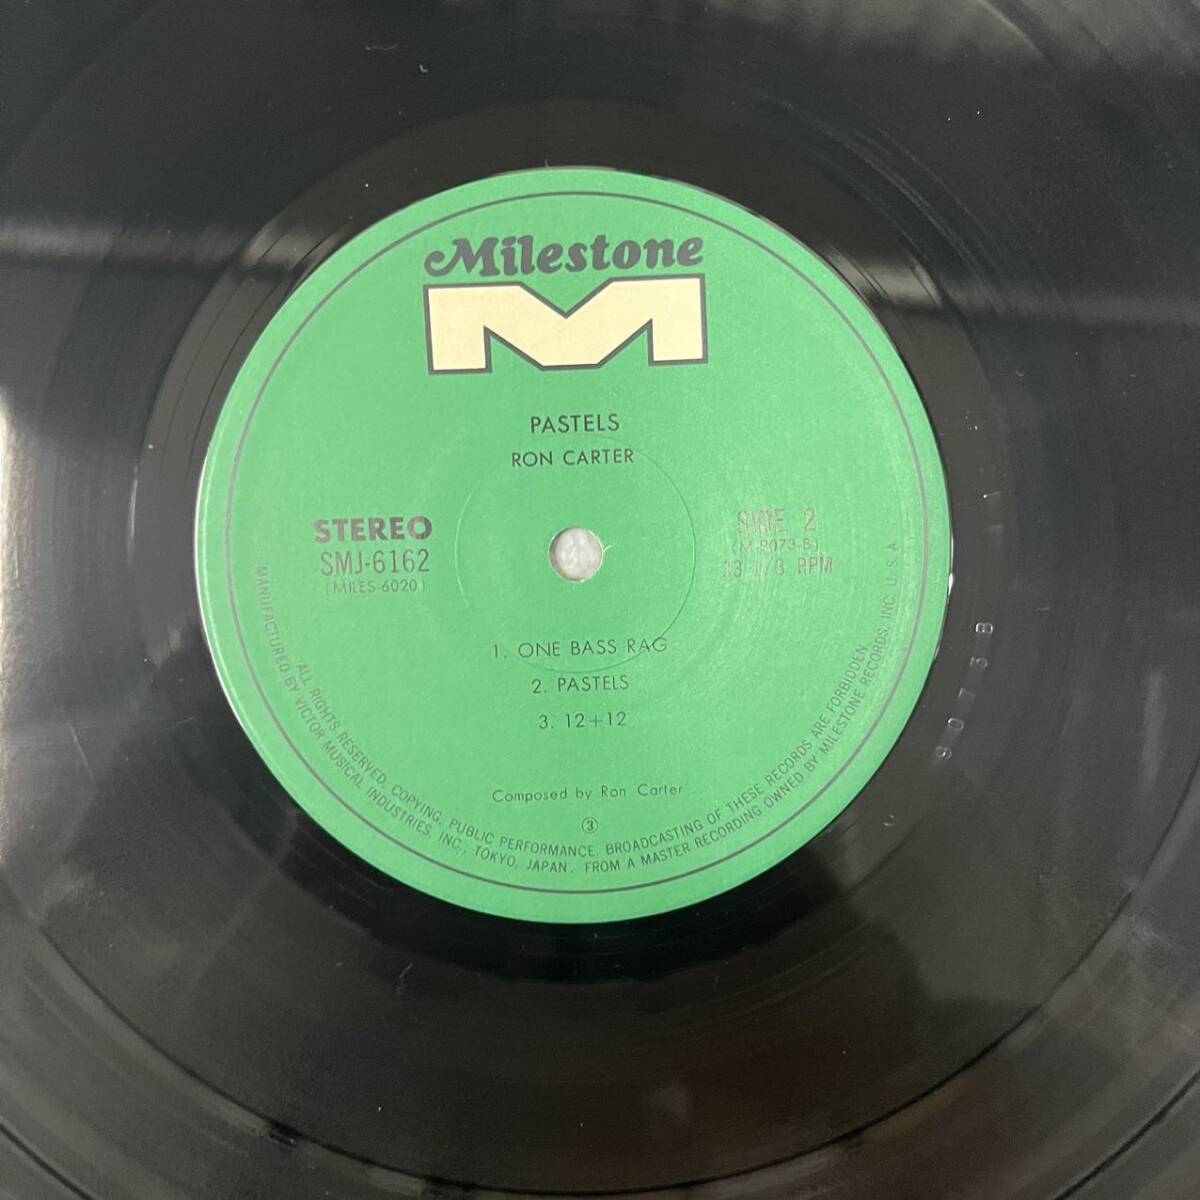 Milestone
M
PASTELS
RON CARTER
STEREO
SMJ-6162
(MILES-6020)
SIDE 2
(M-9073-B)
33 1/3 RPM
1. ONE BASS RAG
2. PASTELS
3. 12+12
Composed by Ron Carter
③
ALL RIGHTS RESERVED, COPYING, PUBLIC PERFORMANCE, BROADCASTING OF THESE RECORDS ARE FORBIDDEN
MANUFACTURED BY VICTOR MUSICAL INDUSTRIES, INC., TOKYO, JAPAN. FROM A MASTER RECORDING OWNED BY MILESTONE RECORDS, INC. U.S.A.